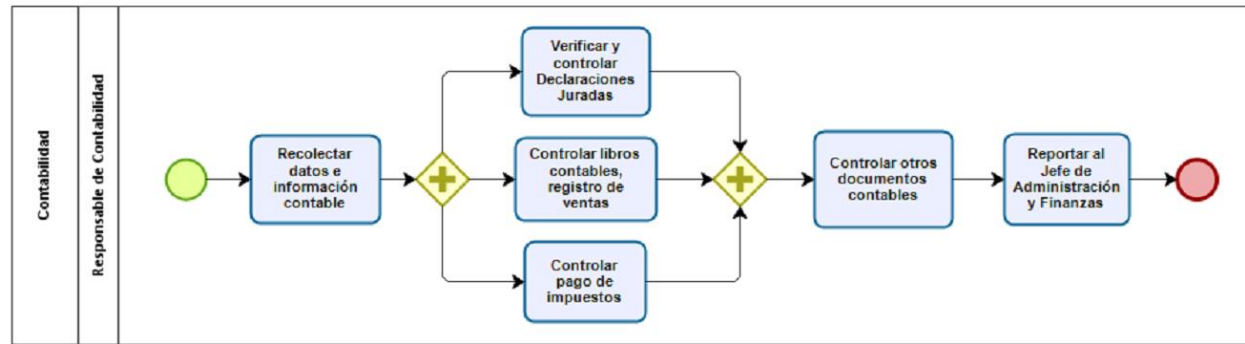 Contabilidad
Responsable de Contabilidad
Recolectar
datos e
información
contable
Verificar y
controlar
Declaraciones
Juradas
Controlar libros
contables,
registro de
ventas
Controlar
pago de
impuestos
Controlar otros
documentos
contables
Reportar al
Jefe de
Administración
y Finanzas